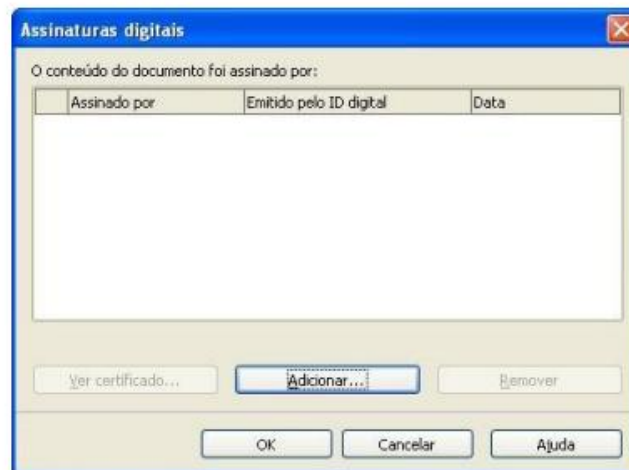 Assinaturas digitais
O conteúdo do documento foi assinado por:
Assinado por Emitido pelo ID digital Data
Ver certificado... Adicionar... Remover
OK Cancelar Ajuda